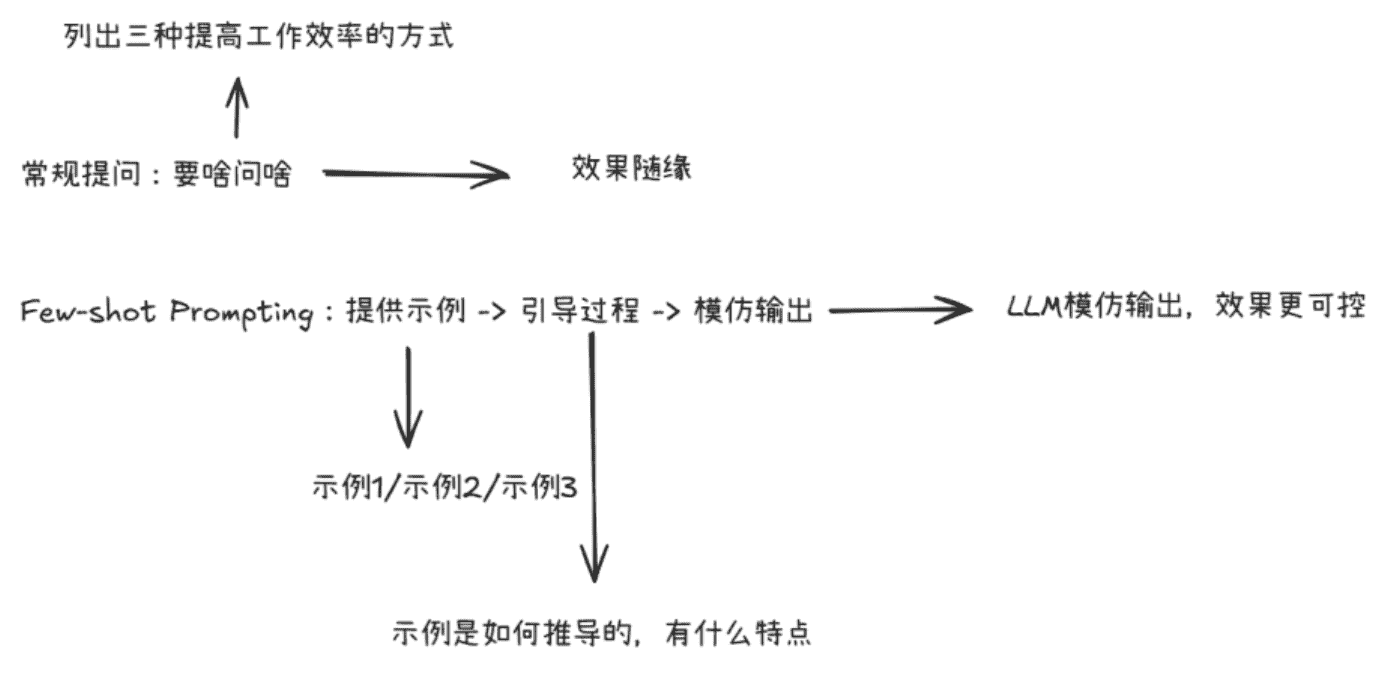 列出三种提高工作效率的方式
常规提问：要啥问啥
效果随缘
Few-shot Prompting：提供示例 -> 引导过程 -> 模仿输出
LLM模仿输出，效果更可控
示例1/示例2/示例3
示例是如何推导的，有什么特点